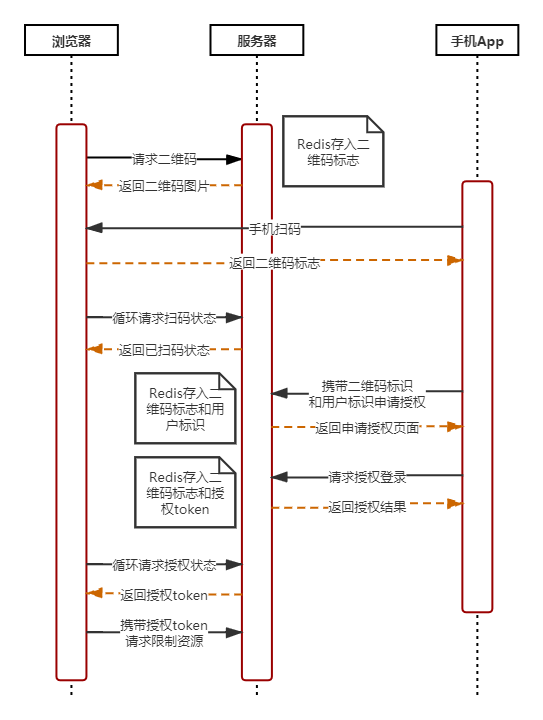 浏览器
服务器
手机App
Redis存入二
维码标志
请求二维码
返回二维码图片
手机扫码
返回二维码标志
循环请求扫码状态
返回已扫码状态
携带二维码标识
和用户标识申请授权
Redis存入二
维码标志和用
户标识
返回申请授权页面
Redis存入二
维码标志和授
权token
请求授权登录
返回授权结果
循环请求授权状态
返回授权token
携带授权token
请求限制资源